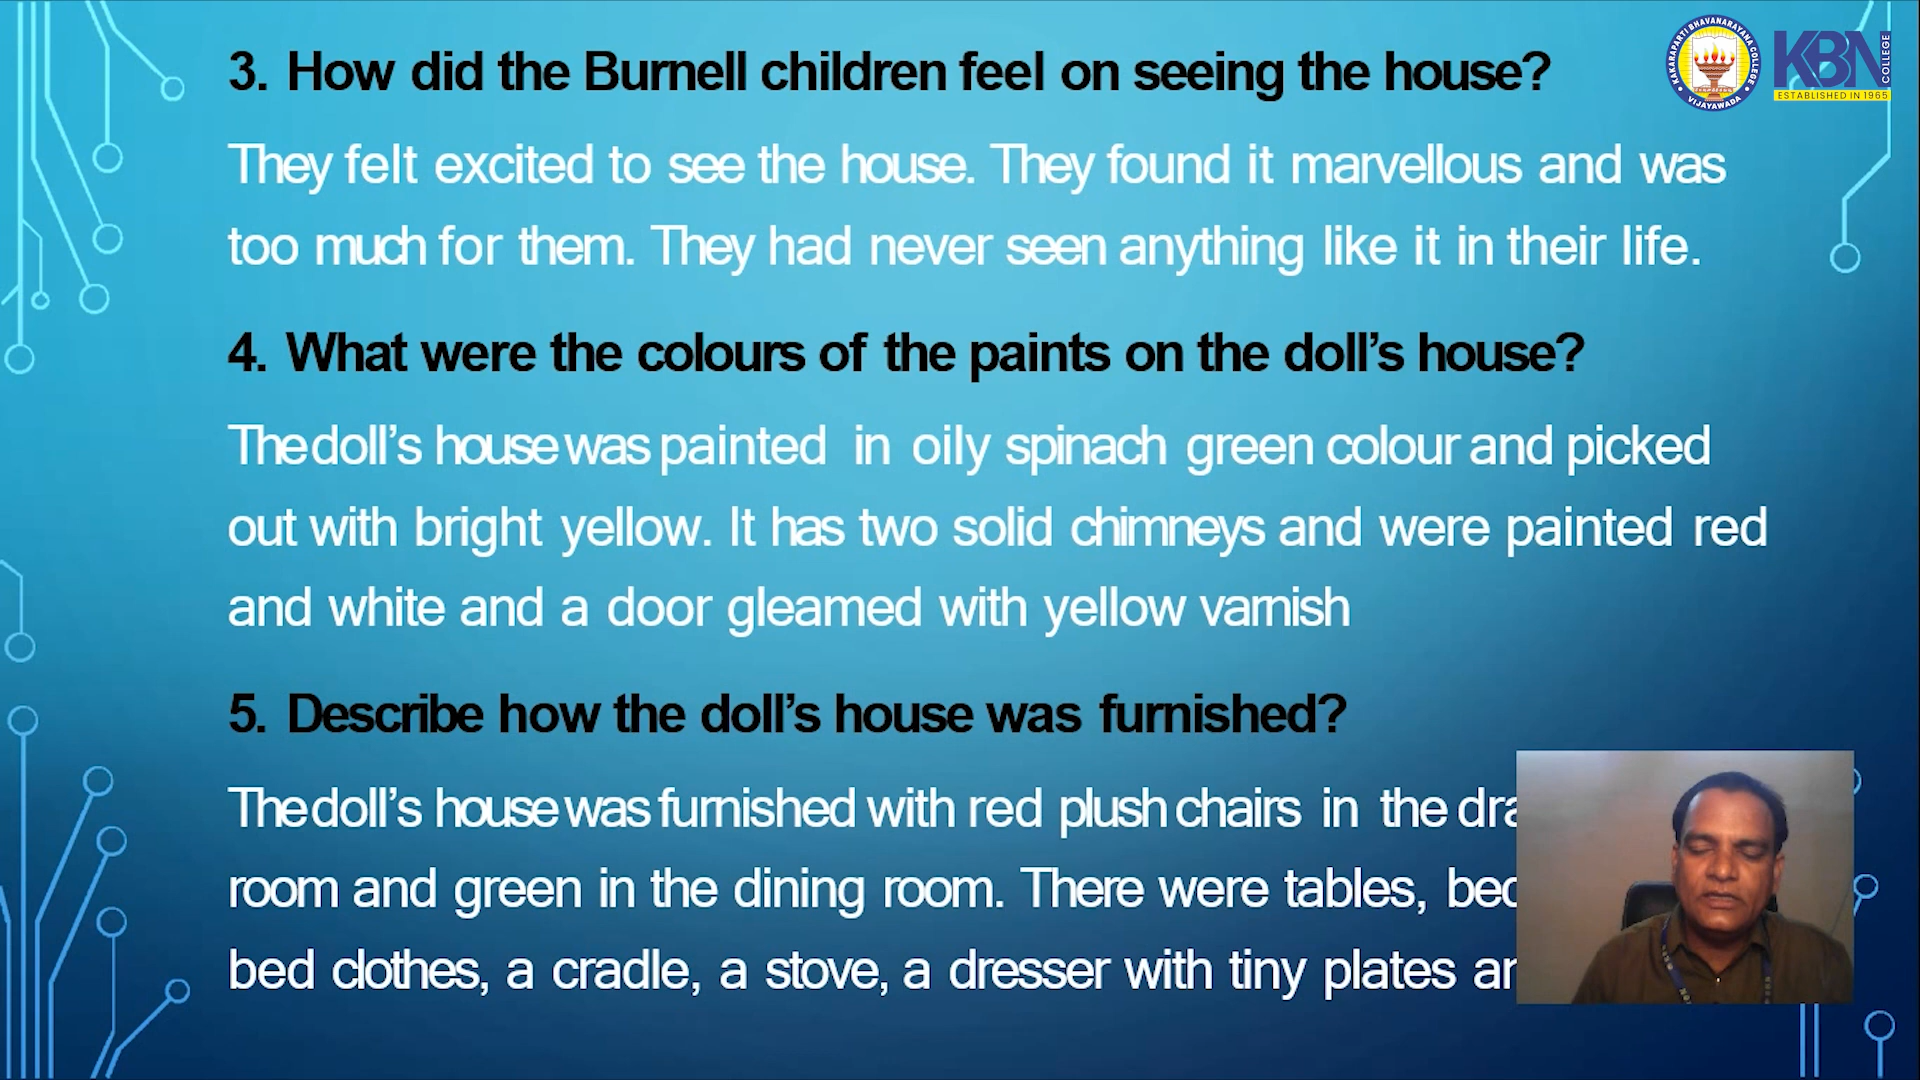 3. How did the Burnell children feel on seeing the house?
They felt excited to see the house. They found it marvellous and was
too much for them. They had never seen anything like it in their life.
4. What were the colours of the paints on the doll's house?
The doll's house was painted in oily spinach green colour and picked
out with bright yellow. It has two solid chimneys and were painted red
and white and a door gleamed with yellow varnish
5. Describe how the doll's house was furnished?
The doll's house was furnished with red plush chairs in the
room and green in the dining room. There were tables,
bed clothes, a cradle, a stove, a dresser with tiny plates
KAKARAPARTI BHAVANARAYANA COLLEGE
VIJAYAWADA
KBN
COLLEGE
ESTABLISHED IN 1965